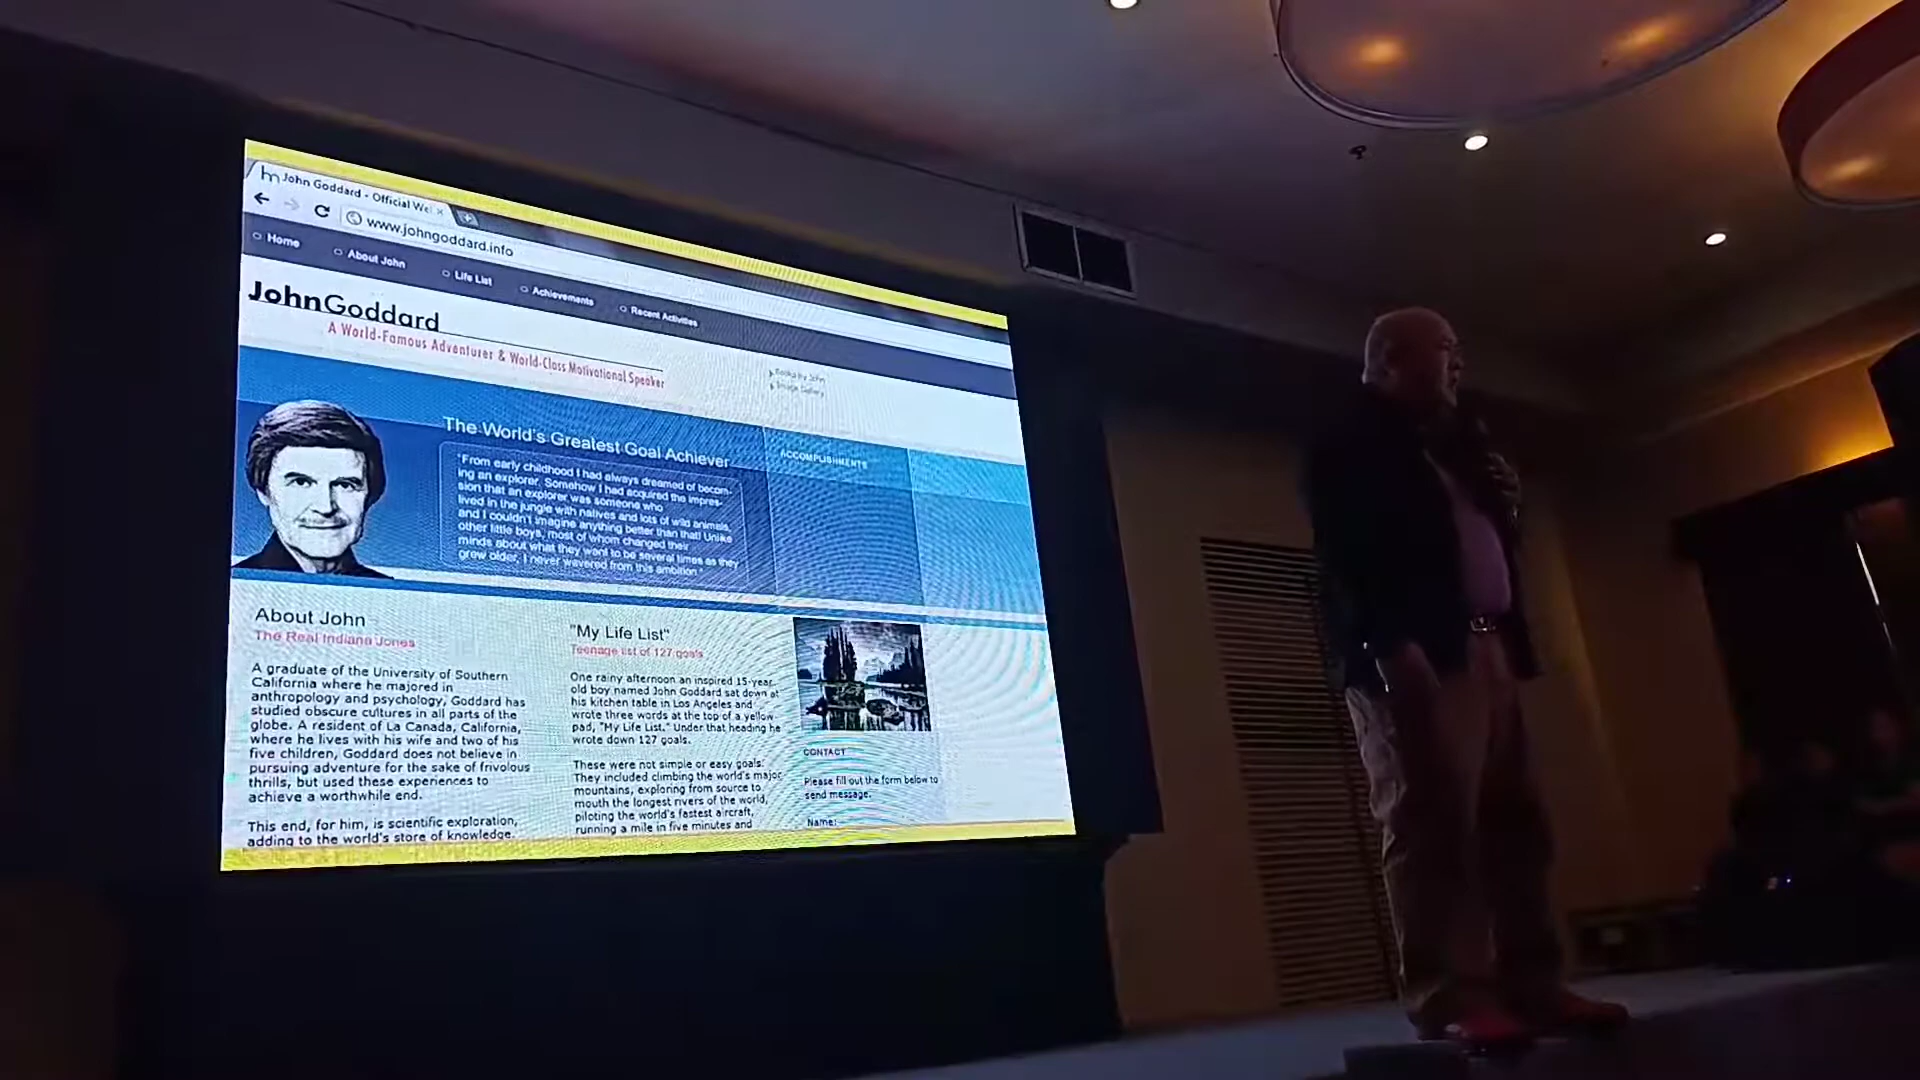 John Goddard - Official We
www.johngoddard.info
Home
About John
Life List
Achievements
Recent Activities
JohnGoddard
A World-Famous Adventurer & World-Class Motivational Speaker
Books by John
Image Gallery
The World's Greatest Goal Achiever
"From early childhood I had always dreamed of becom-
ing an explorer. Somehow I had acquired the impres-
sion that an explorer was someone who
lived in the jungle with natives and lots of wild animals,
and I couldn't imagine anything better than that! Unlike
other little boys, most of whom changed their
minds about what they want to be several times as they
grew older, I never wavered from this ambition."
ACCOMPLISHMENTS
About John
The Real Indiana Jones
A graduate of the University of Southern
California where he majored in
anthropology and psychology, Goddard has
studied obscure cultures in all parts of the
globe. A resident of La Canada, California,
where he lives with his wife and two of his
five children, Goddard does not believe in
pursuing adventure for the sake of frivolous
thrills, but used these experiences to
achieve a worthwhile end.
This end, for him, is scientific exploration,
adding to the world's store of knowledge.
"My Life List"
Teenage list of 127 goals
One rainy afternoon an inspired 15-year-
old boy named John Goddard sat down at
his kitchen table in Los Angeles and
wrote three words at the top of a yellow
pad, "My Life List." Under that heading he
wrote down 127 goals.
These were not simple or easy goals.
They included climbing the world's major
mountains, exploring from source to
mouth the longest rivers of the world,
piloting the world's fastest aircraft,
running a mile in five minutes and
CONTACT
Please fill out the form below to
send message.
Name: